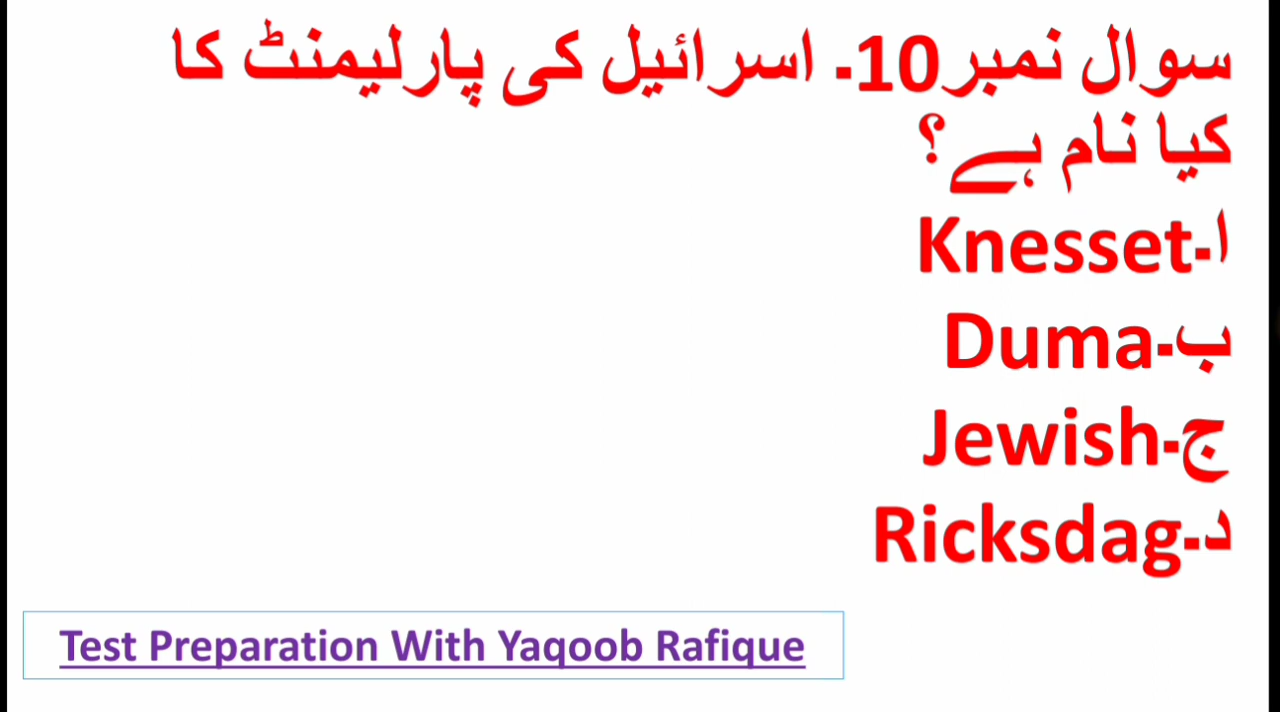 سوال نمبر10- اسرائیل کی پارلیمنٹ کا
کیا نام ہے؟
ا-Knesset
ب-Duma
ج-Jewish
د-Ricksdag
Test Preparation With Yaqoob Rafique